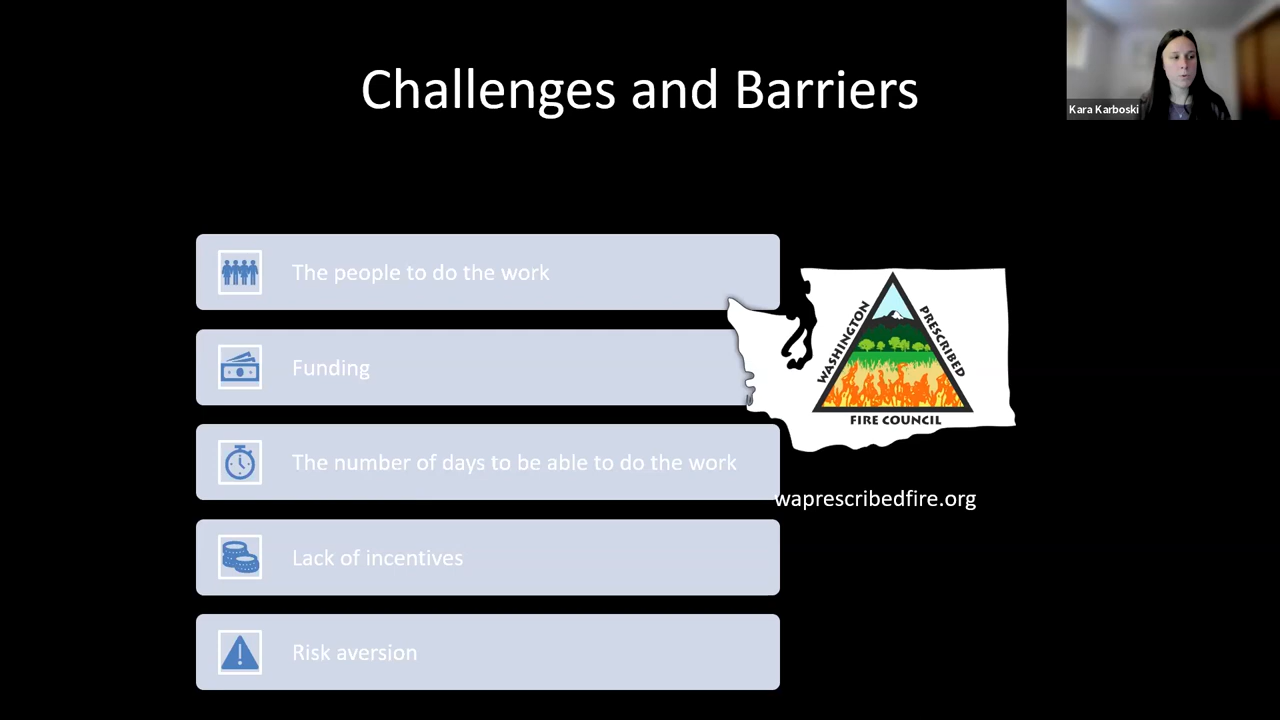 Challenges and Barriers
Kara Karboski
The people to do the work
Funding
The number of days to be able to do the work
Lack of incentives
Risk aversion
WASHINGTON
PRESCRIBED
FIRE COUNCIL
waprescribedfire.org